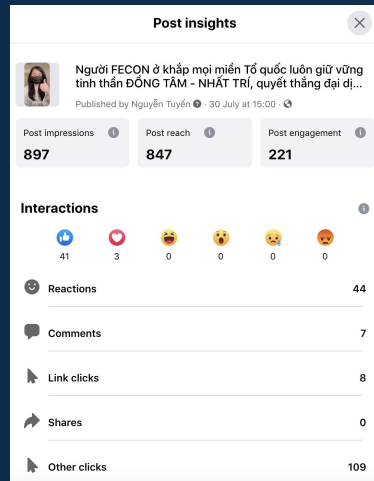 Post insights
Người FECON ở khắp mọi miền Tổ quốc luôn giữ vững
tinh thần ĐỒNG TÂM - NHẤT TRÍ, quyết thắng đại dị...
Published by Nguyễn Tuyển · 30 July at 15:00 ·
Post impressions
Post reach
Post engagement
897
847
221
Interactions
41
3
0
0
0
0
Reactions 44
Comments 7
Link clicks 8
Shares 0
Other clicks 109